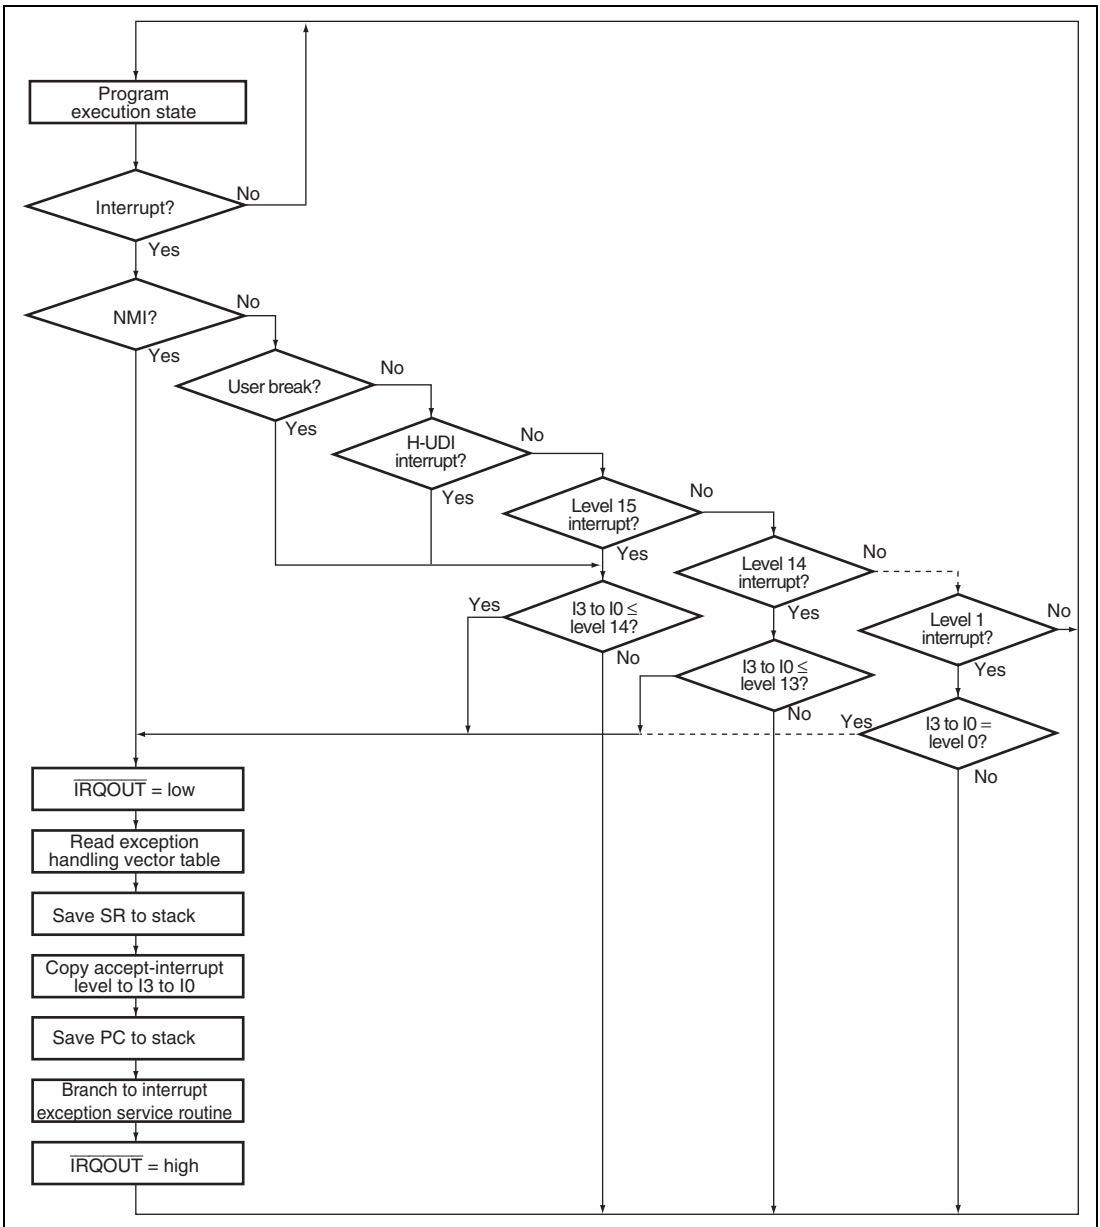 Program
execution state
Interrupt?
No
Yes
NMI?
No
Yes
User break?
No
Yes
H-UDI
interrupt?
No
Yes
Level 15
interrupt?
No
Yes
Level 14
interrupt?
No
Yes
Level 1
interrupt?
No
Yes
I3 to I0 ≤
level 14?
Yes
No
I3 to I0 ≤
level 13?
No
Yes
I3 to I0 =
level 0?
No
IRQOUT = low
Read exception
handling vector table
Save SR to stack
Copy accept-interrupt
level to I3 to I0
Save PC to stack
Branch to interrupt
exception service routine
IRQOUT = high